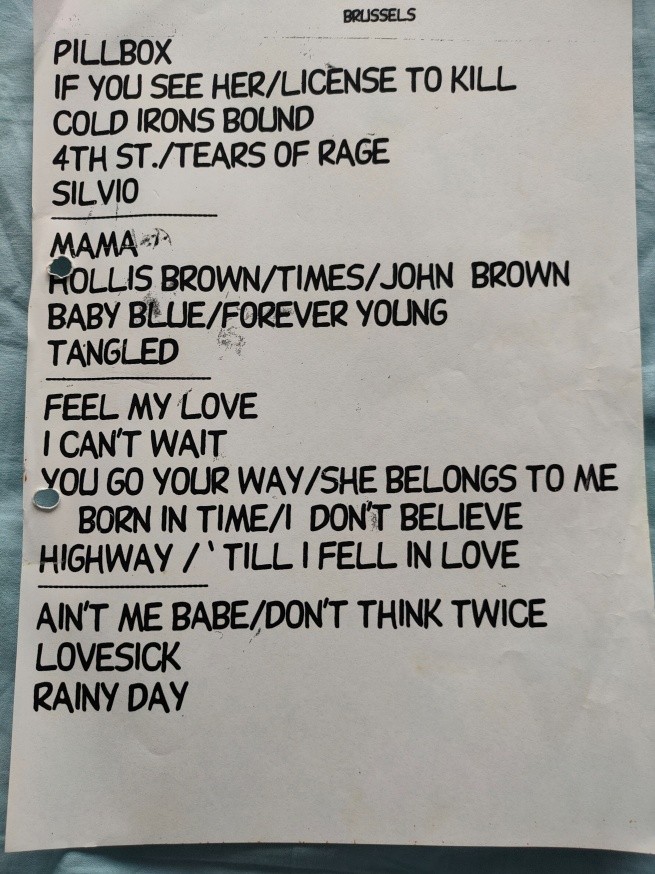 BRUSSELS
PILLBOX
IF YOU SEE HER/LICENSE TO KILL
COLD IRONS BOUND
4TH ST./TEARS OF RAGE
SILVIO
MAMA
HOLLIS BROWN/TIMES/JOHN BROWN
BABY BLUE/FOREVER YOUNG
TANGLED
FEEL MY LOVE
I CAN'T WAIT
YOU GO YOUR WAY/SHE BELONGS TO ME
BORN IN TIME/I DON'T BELIEVE
HIGHWAY / 'TILL I FELL IN LOVE
AIN'T ME BABE/DON'T THINK TWICE
LOVESICK
RAINY DAY